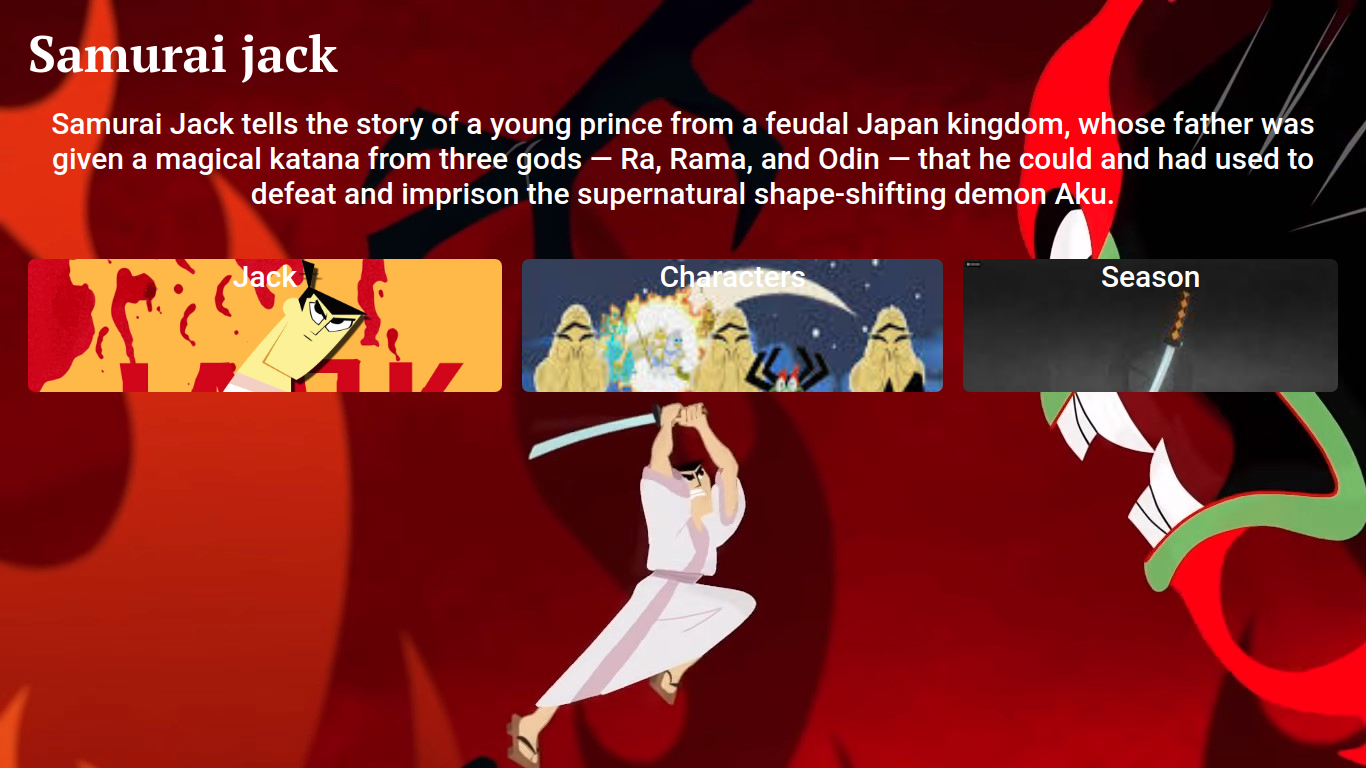 Samurai jack
Samurai Jack tells the story of a young prince from a feudal Japan kingdom, whose father was
given a magical katana from three gods — Ra, Rama, and Odin — that he could and had used to
defeat and imprison the supernatural shape-shifting demon Aku.
Jack
Characters
Season
JACK